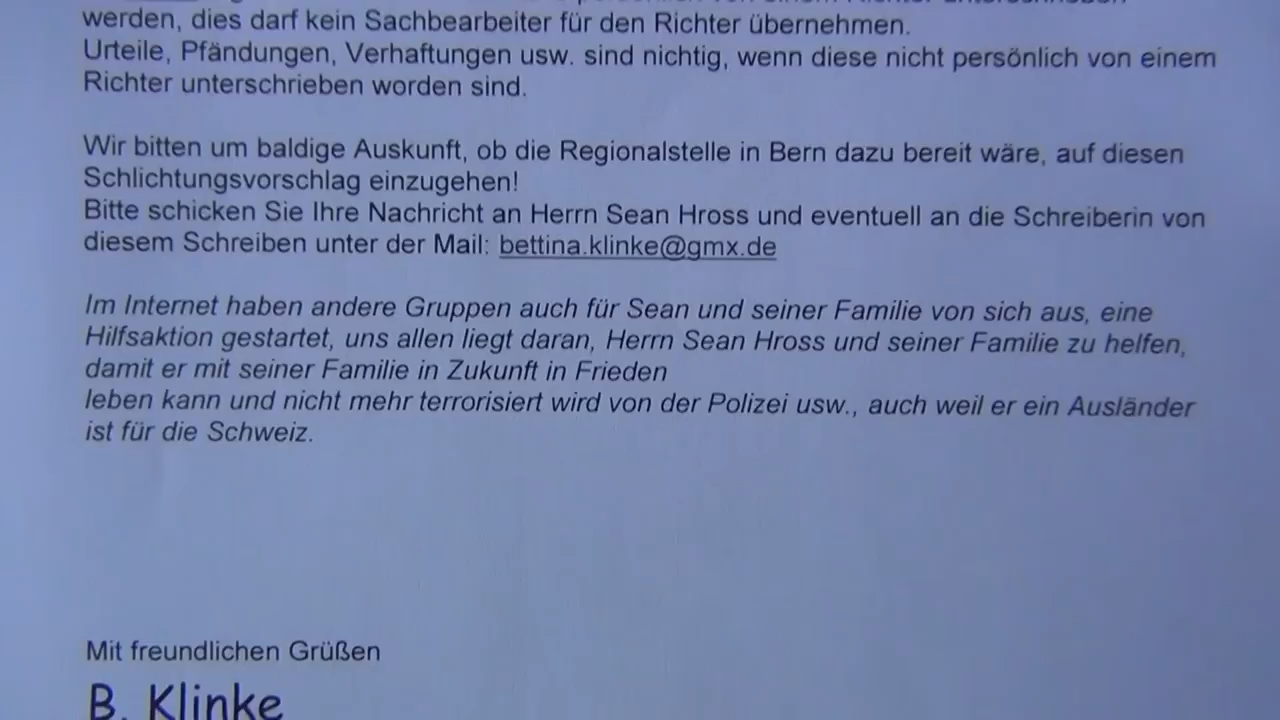 werden, dies darf kein Sachbearbeiter für den Richter übernehmen.
Urteile, Pfändungen, Verhaftungen usw. sind nichtig, wenn diese nicht persönlich von einem
Richter unterschrieben worden sind.
Wir bitten um baldige Auskunft, ob die Regionalstelle in Bern dazu bereit wäre, auf diesen
Schlichtungsvorschlag einzugehen!
Bitte schicken Sie Ihre Nachricht an Herrn Sean Hross und eventuell an die Schreiberin von
diesem Schreiben unter der Mail: bettina.klinke@gmx.de
Im Internet haben andere Gruppen auch für Sean und seiner Familie von sich aus, eine
Hilfsaktion gestartet, uns allen liegt daran, Herrn Sean Hross und seiner Familie zu helfen,
damit er mit seiner Familie in Zukunft in Frieden
leben kann und nicht mehr terrorisiert wird von der Polizei usw., auch weil er ein Ausländer
ist für die Schweiz.
Mit freundlichen Grüßen
B. Klinke